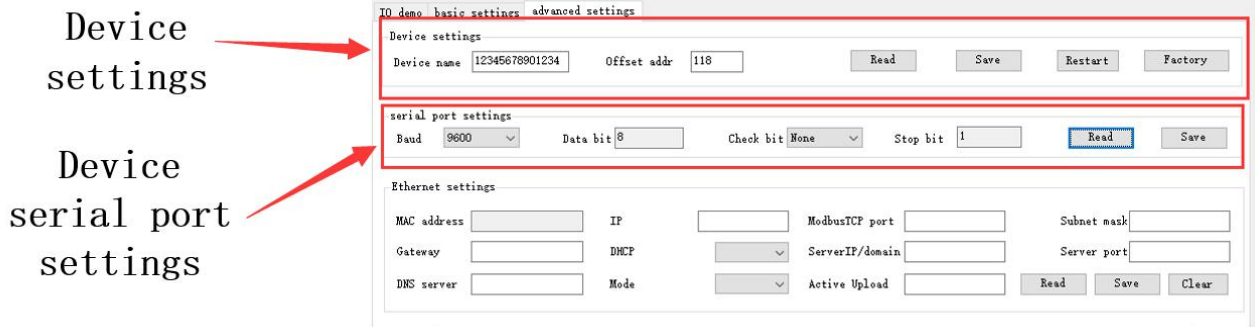 Device
settings
Device
serial port
settings
IO demo basic settings advanced settings
Device settings
Device name 12345678901234 Offset addr 118 Read Save Restart Factory
serial port settings
Baud 9600 Data bit 8 Check bit None Stop bit 1 Read Save
Ethernet settings
MAC address IP ModbusTCP port Subnet mask
Gateway DHCP ServerIP/domain Server port
DNS server Mode Active Upload Read Save Clear